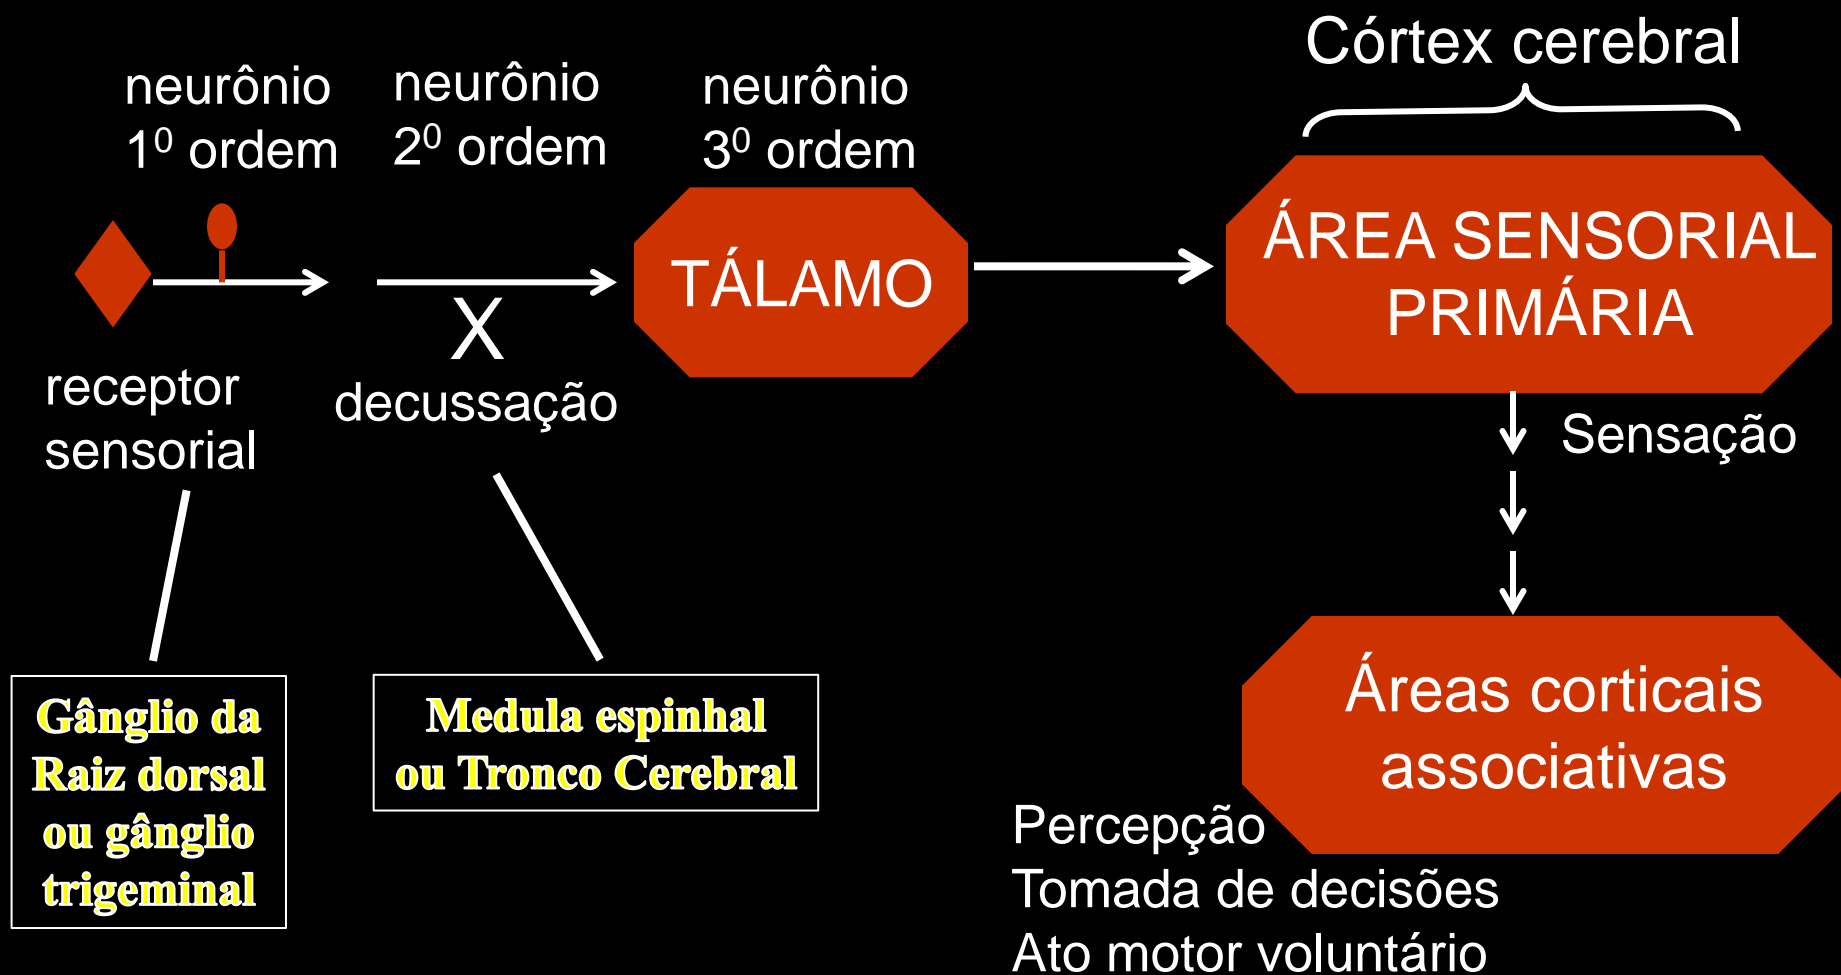 neurônio
1⁰ ordem
neurônio
2⁰ ordem
neurônio
3⁰ ordem
Córtex cerebral
TÁLAMO
ÁREA SENSORIAL
PRIMÁRIA
X
decussação
receptor
sensorial
Sensação
Gânglio da
Raiz dorsal
ou gânglio
trigeminal
Medula espinhal
ou Tronco Cerebral
Áreas corticais
associativas
Percepção
Tomada de decisões
Ato motor voluntário